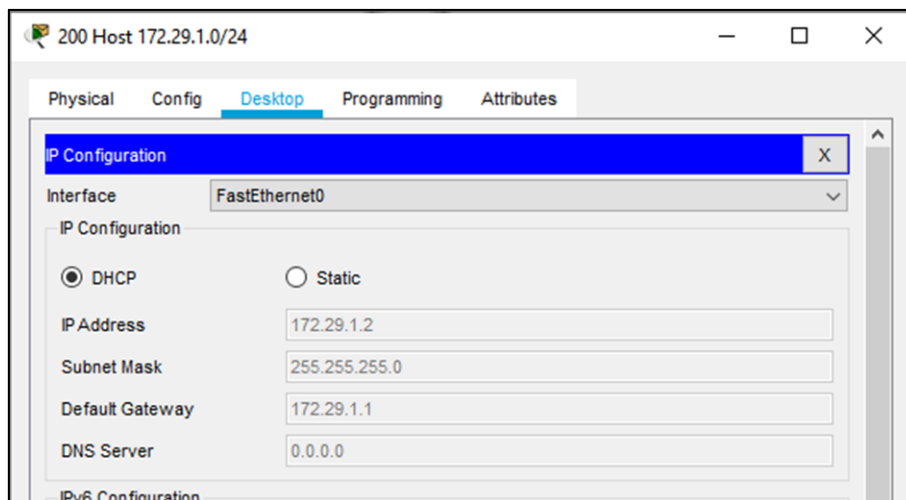 200 Host 172.29.1.0/24
Physical Config Desktop Programming Attributes
IP Configuration X
Interface FastEthernet0
IP Configuration
DHCP Static
IP Address 172.29.1.2
Subnet Mask 255.255.255.0
Default Gateway 172.29.1.1
DNS Server 0.0.0.0
IPv6 Configuration